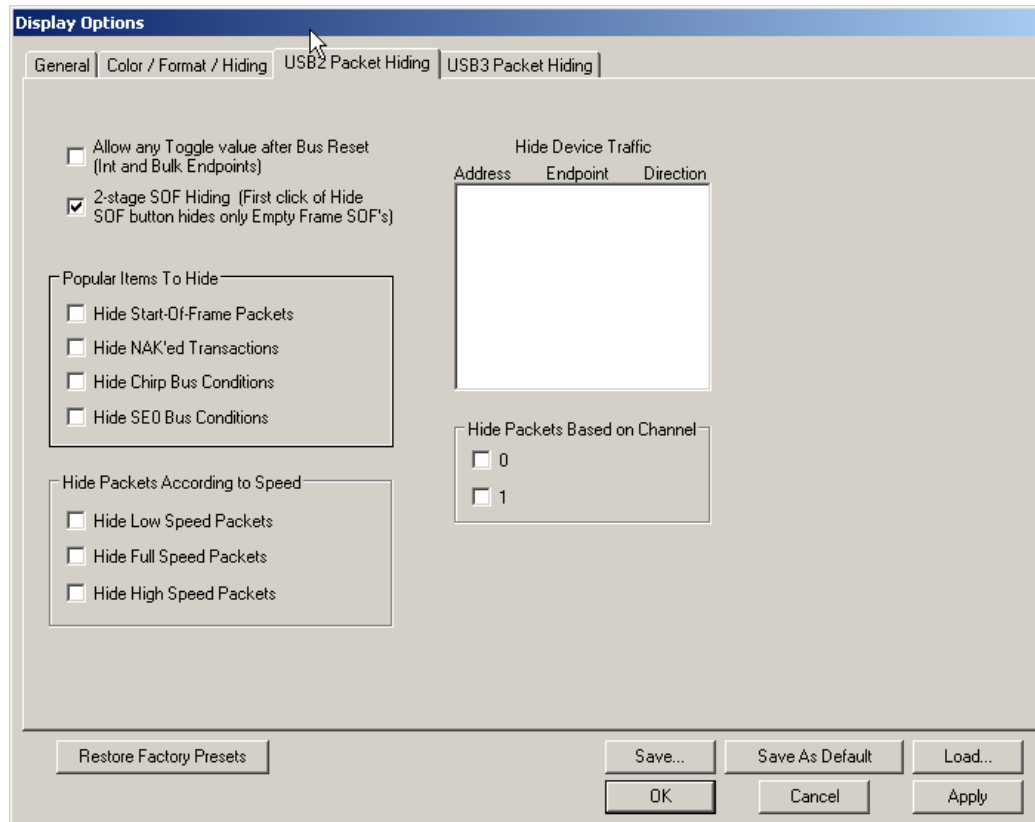 Display Options
General
Color / Format / Hiding
USB2 Packet Hiding
USB3 Packet Hiding
Allow any Toggle value after Bus Reset
(Int and Bulk Endpoints)
2-stage SOF Hiding (First click of Hide
SOF button hides only Empty Frame SOF's)
Popular Items To Hide
Hide Start-Of-Frame Packets
Hide NAK'ed Transactions
Hide Chirp Bus Conditions
Hide SE0 Bus Conditions
Hide Packets According to Speed
Hide Low Speed Packets
Hide Full Speed Packets
Hide High Speed Packets
Hide Device Traffic
Address Endpoint Direction
Hide Packets Based on Channel
0
1
Restore Factory Presets
Save...
Save As Default
Load...
OK
Cancel
Apply